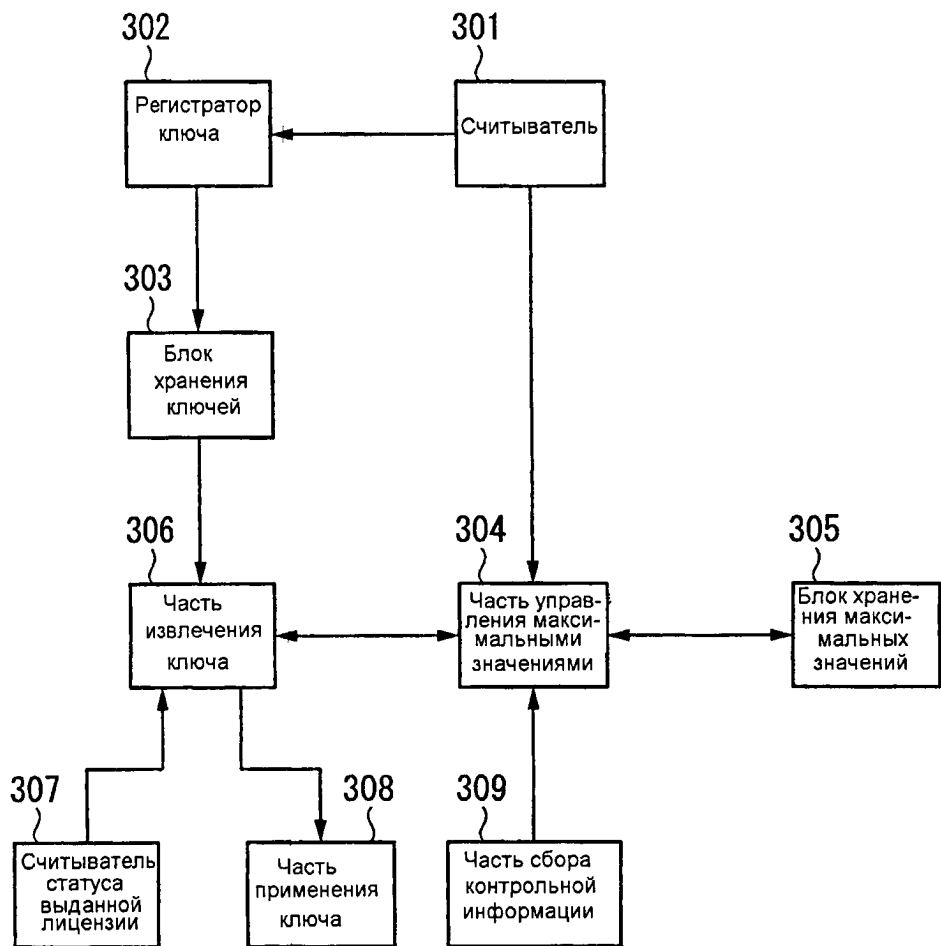 302
301
Регистратор
ключа
Считыватель
303
Блок
хранения
ключей
306
304
305
Часть
извлечения
ключа
Часть управ-
ления макси-
мальными
значениями
Блок хране-
ния макси-
мальных
значений
307
308
309
Считыватель
статуса
выданной
лицензии
Часть
применения
ключа
Часть сбора
контрольной
информации